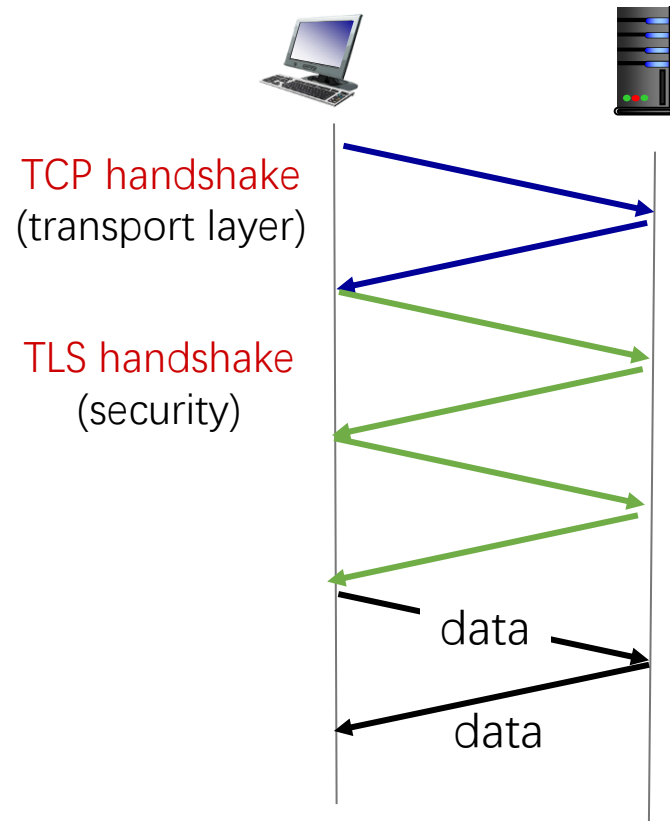 TCP handshake
(transport layer)
TLS handshake
(security)
data
data